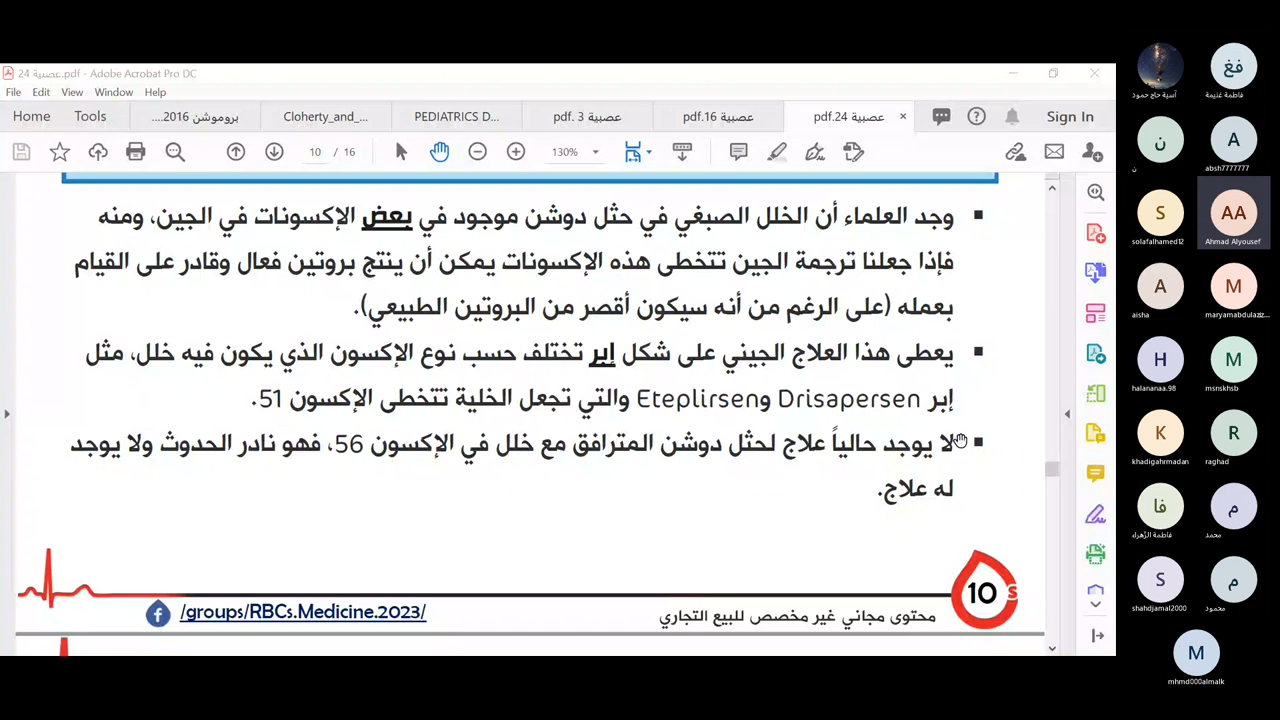 عصبية 24.pdf - Adobe Acrobat Pro DC
File Edit View Window Help
Home Tools
بروموشن 2016....
Cloherty_and_...
PEDIATRICS D...
عصبية 3 .pdf
عصبية 16.pdf
عصبية 24.pdf ×
Sign In
10 / 16
130%
وجد العلماء أن الخلل الصبغي في حثل دوشن موجود في بعض الإكسونات في الجين، ومنه
فإذا جعلنا ترجمة الجين تتخطى هذه الإكسونات يمكن أن ينتج بروتين فعال وقادر على القيام
بعمله (على الرغم من أنه سيكون أقصر من البروتين الطبيعي).
يعطى هذا العلاج الجيني على شكل إبر تختلف حسب نوع الإكسون الذي يكون فيه خلل، مثل
إبر Drisapersen وEteplirsen والتي تجعل الخلية تتخطى الإكسون 51.
لا يوجد حالياً علاج لحثل دوشن المترافق مع خلل في الإكسون 56، فهو نادر الحدوث ولا يوجد
له علاج.
10
S
محتوى مجاني غير مخصص للبيع التجاري
/groups/RBCs.Medicine.2023/
آسية حاج حمود
فغ
فاطمة غنيمة
ن
ن
A
absh7777777
S
solafalhamed12
AA
Ahmad Alyousef
A
aisha
M
maryamabdulaziz...
H
halananaa.98
M
msnskhsb
K
khadigahrmadan
R
raghad
فا
فاطمة الزهراء
م
محمد
S
shahdjamal2000
م
محمود
M
mhmd000almalk